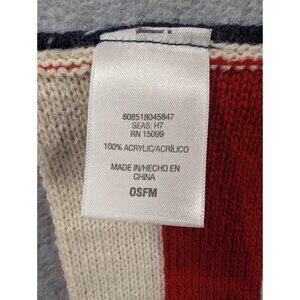 808518045847
SEAS: H7
RN 15099
100% ACRYLIC/ACRÍLICO
MADE IN/HECHO EN
CHINA
OSFM